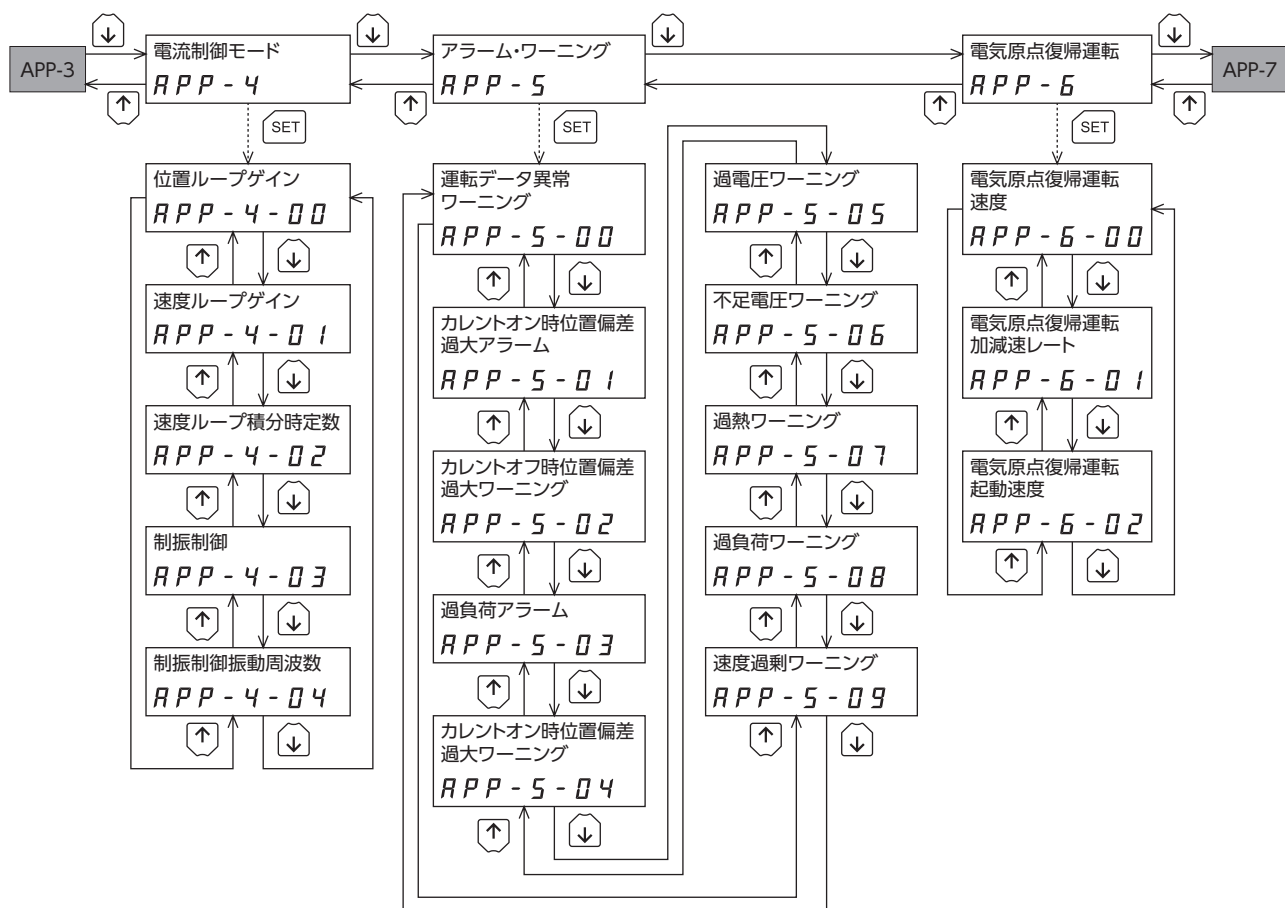 APP-3
電流制御モード
APP-4
アラーム・ワーニング
APP-5
電気原点復帰運転
APP-6
APP-7
SET
SET
SET
位置ループゲイン
APP-4-00
速度ループゲイン
APP-4-01
速度ループ積分時定数
APP-4-02
制振制御
APP-4-03
制振制御振動周波数
APP-4-04
運転データ異常
ワーニング
APP-5-00
カレントオン時位置偏差
過大アラーム
APP-5-01
カレントオフ時位置偏差
過大ワーニング
APP-5-02
過負荷アラーム
APP-5-03
カレントオン時位置偏差
過大ワーニング
APP-5-04
過電圧ワーニング
APP-5-05
不足電圧ワーニング
APP-5-06
過熱ワーニング
APP-5-07
過負荷ワーニング
APP-5-08
速度過剰ワーニング
APP-5-09
電気原点復帰運転
速度
APP-6-00
電気原点復帰運転
加減速レート
APP-6-01
電気原点復帰運転
起動速度
APP-6-02